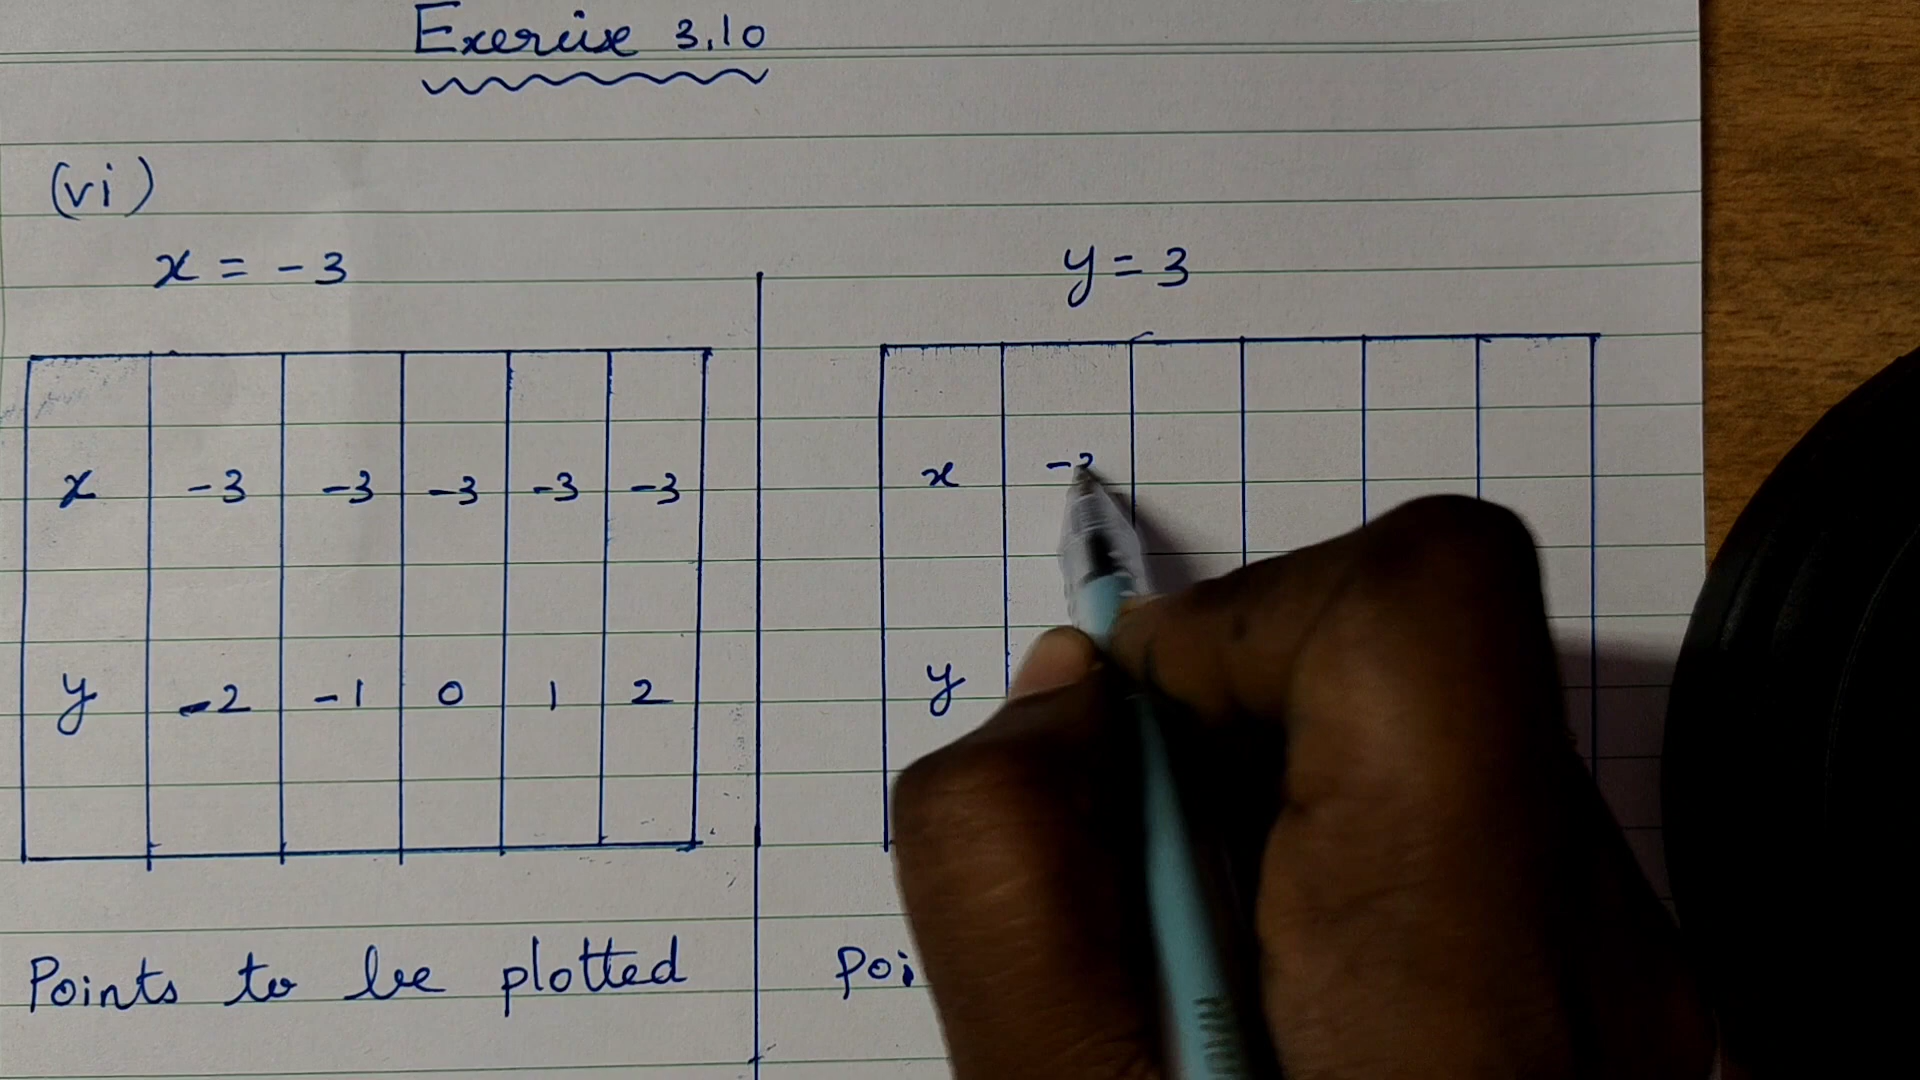 Exercise 3.10
(vi)
x = -3
x -3 -3 -3 -3 -3
y -2 -1 0 1 2
Points to be plotted
y = 3
x
y
Poi